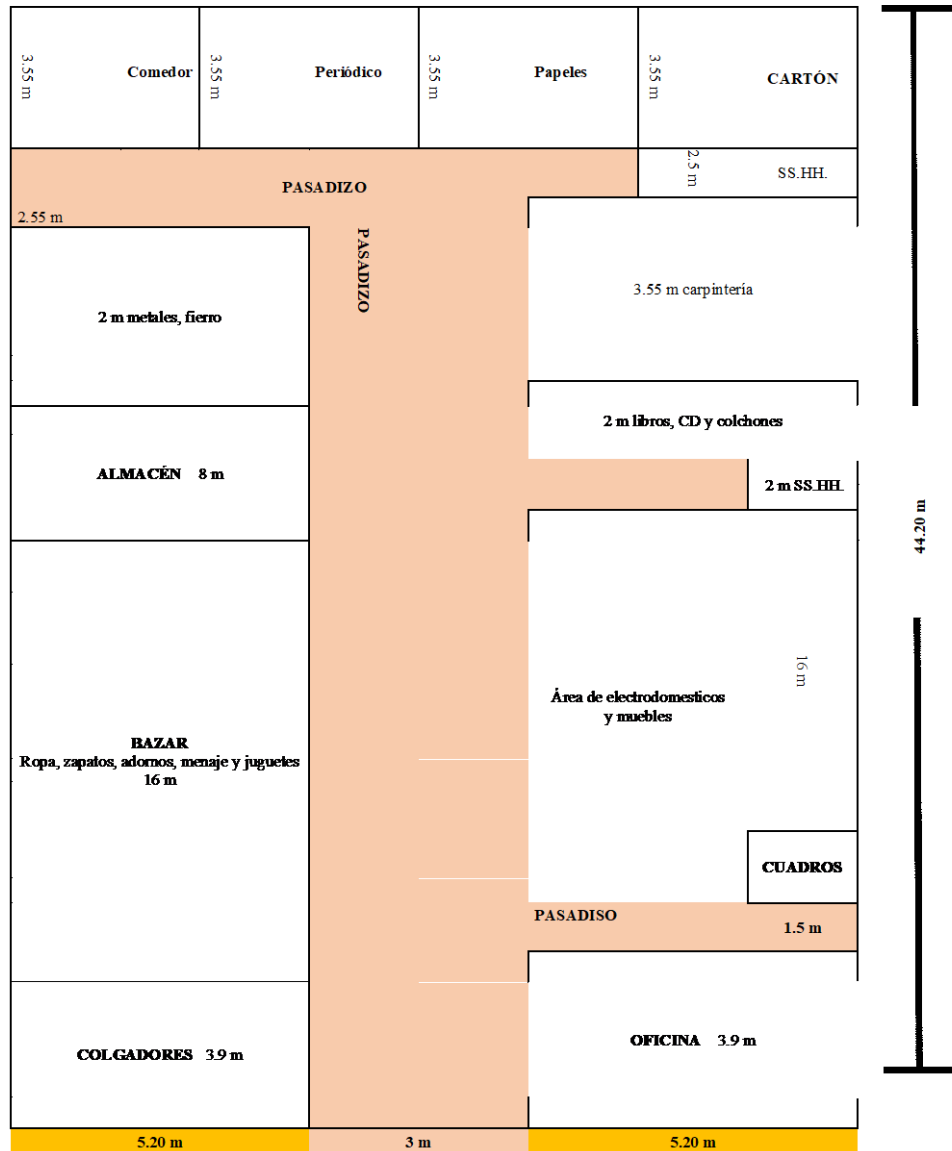 3.55 m
Comedor
3.55 m
Periódico
3.55 m
Papeles
3.55 m
CARTÓN
PASADIZO
2.5 m
SS.HH.
2.55 m
PASADIZO
2 m metales, fierro
3.55 m carpintería
2 m libros, CD y colchones
ALMACÉN 8 m
2 m SS.HH.
44.20 m
BAZAR
Ropa, zapatos, adornos, menaje y juguetes
16 m
Área de electrodomesticos
y muebles
16 m
CUADROS
PASADISO
1.5 m
COLGADORES 3.9 m
OFICINA 3.9 m
5.20 m
3 m
5.20 m